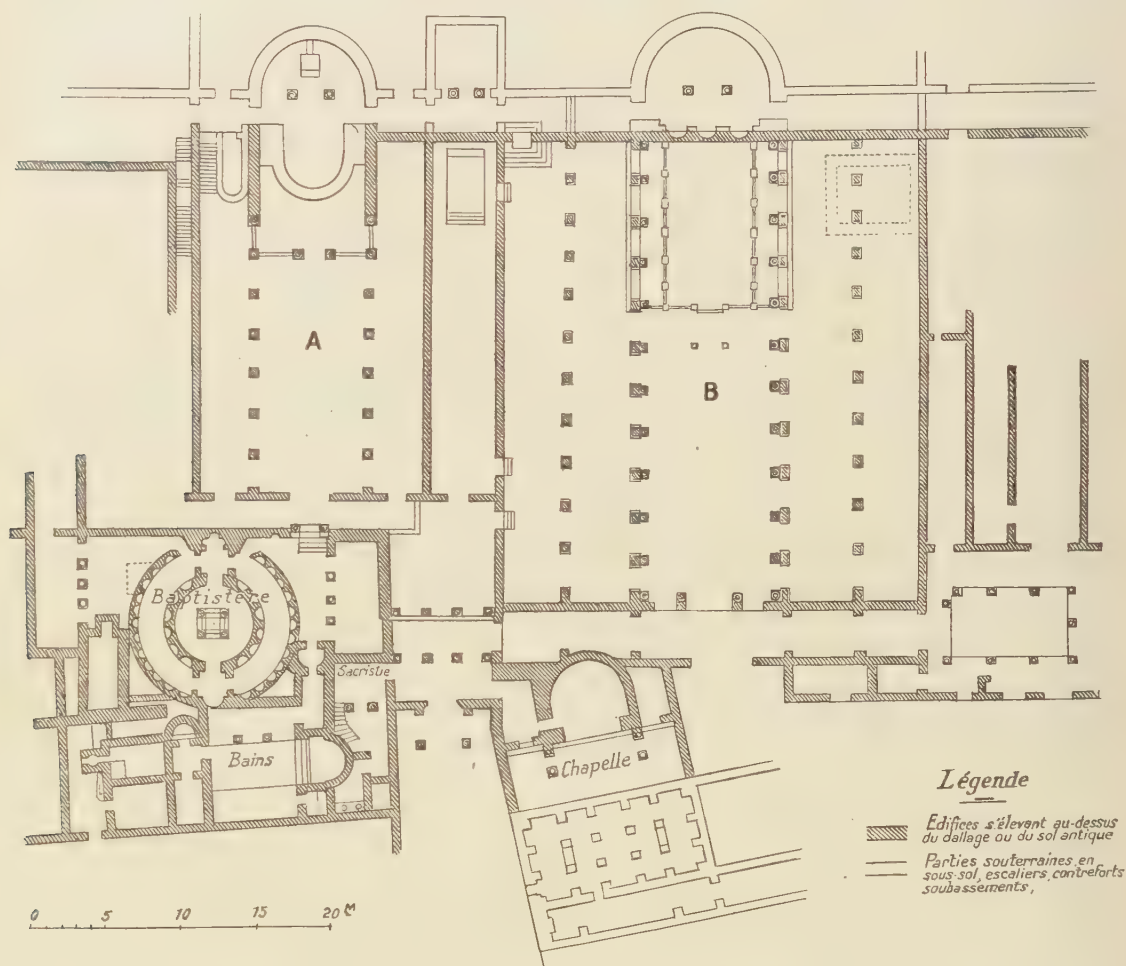 A
B
Baptistère
Sacristie
Bains
Chapelle
Légende
Edifices s'élevant au-dessus
du dallage ou du sol antique
Parties souterraines, en
sous-sol, escaliers, contreforts
soubassements,
0 5 10 15 20 M